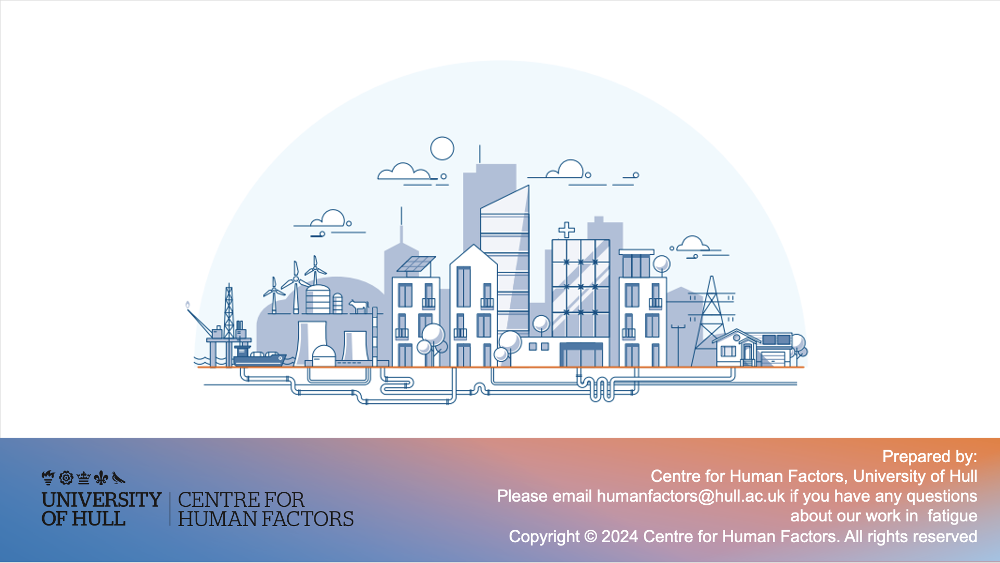 UNIVERSITY
OF HULL
CENTRE FOR
HUMAN FACTORS
Prepared by:
Centre for Human Factors, University of Hull
Please email humanfactors@hull.ac.uk if you have any questions
about our work in  fatigue
Copyright © 2024 Centre for Human Factors. All rights reserved